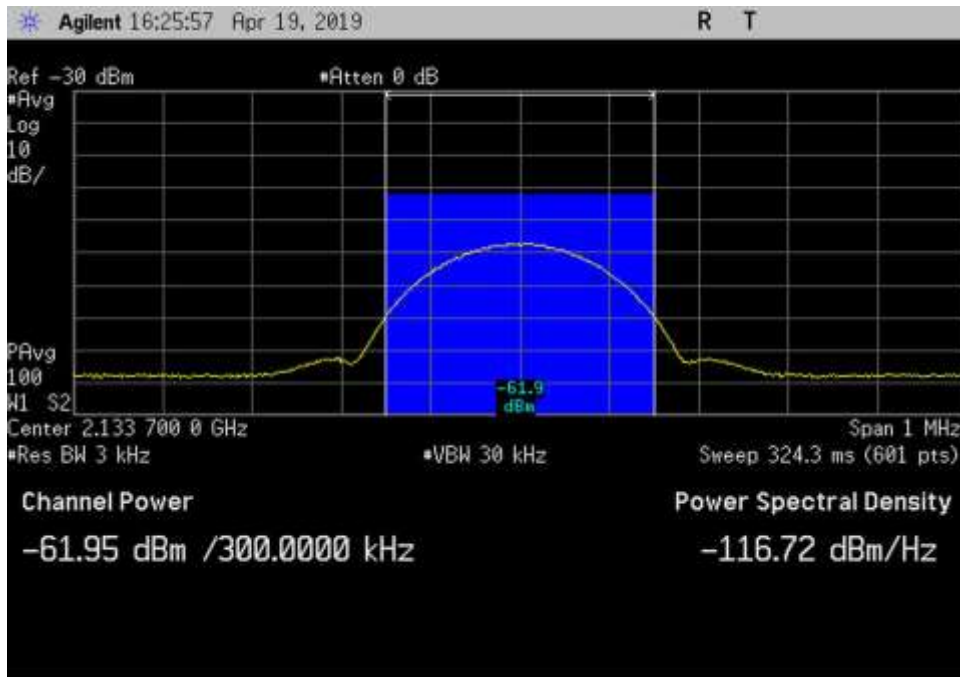 Agilent 16:25:57 Apr 19, 2019 R T
Ref -30 dBm #Atten 0 dB
#Avg
Log
10
dB/
PAvg
100
W1 S2
-61.9
dBm
Center 2.133 700 0 GHz Span 1 MHz
#Res BW 3 kHz #VBW 30 kHz Sweep 324.3 ms (601 pts)
Channel Power Power Spectral Density
-61.95 dBm /300.0000 kHz -116.72 dBm/Hz